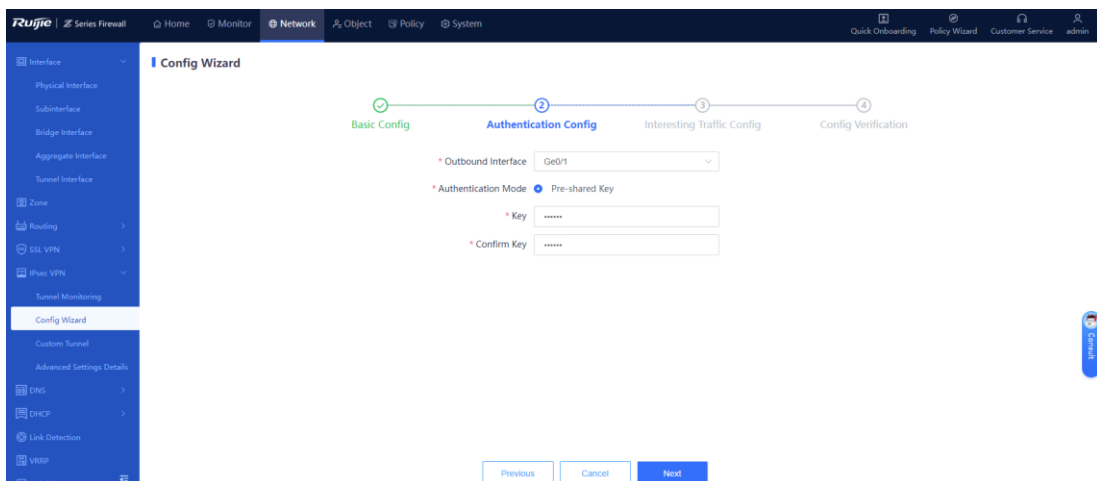 Ruijie | Z Series Firewall
Home
Monitor
Network
Object
Policy
System
Quick Onboarding
Policy Wizard
Customer Service
admin
Interface
Physical Interface
Subinterface
Bridge Interface
Aggregate Interface
Tunnel Interface
Zone
Routing
SSL VPN
IPsec VPN
Tunnel Monitoring
Config Wizard
Custom Tunnel
Advanced Settings Details
DNS
DHCP
Link Detection
VRRP
Config Wizard
2
3
4
Basic Config
Authentication Config
Interesting Traffic Config
Config Verification
* Outbound Interface Ge0/1
* Authentication Mode Pre-shared Key
* Key ••••••
* Confirm Key ••••••
Previous
Cancel
Next
Consult